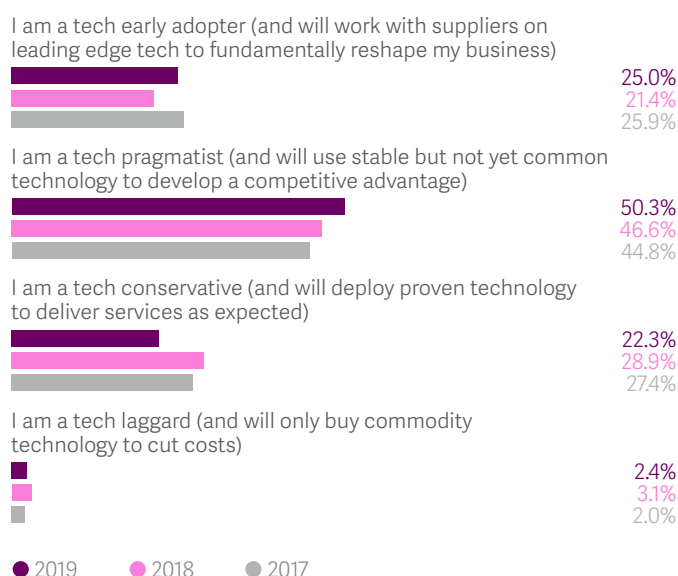 I am a tech early adopter (and will work with suppliers on
leading edge tech to fundamentally reshape my business)
25.0%
21.4%
25.9%
I am a tech pragmatist (and will use stable but not yet common
technology to develop a competitive advantage)
50.3%
46.6%
44.8%
I am a tech conservative (and will deploy proven technology
to deliver services as expected)
22.3%
28.9%
27.4%
I am a tech laggard (and will only buy commodity
technology to cut costs)
2.4%
3.1%
2.0%
2019 2018 2017